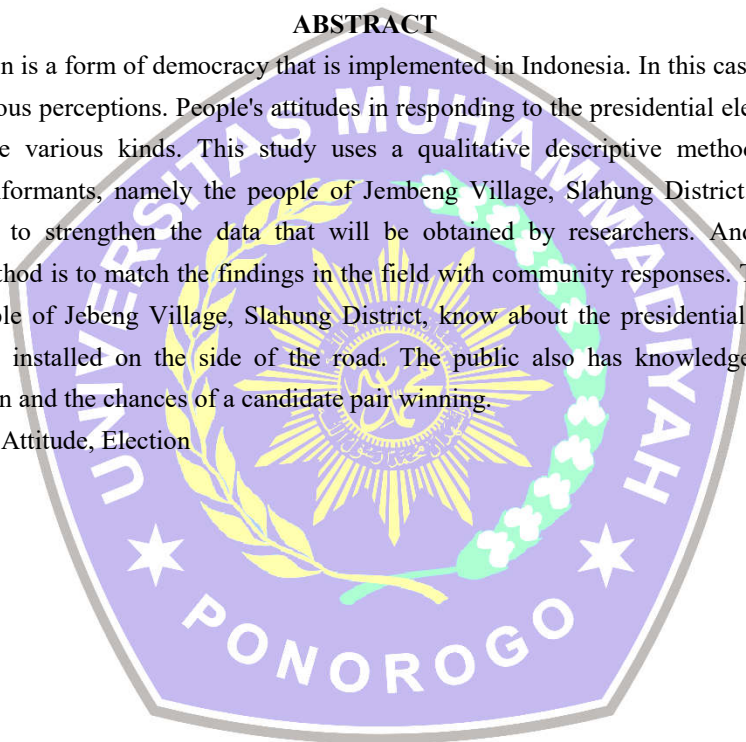 ABSTRACT
n is a form of democracy that is implemented in Indonesia. In this cas
ous perceptions. People's attitudes in responding to the presidential ele
e various kinds. This study uses a qualitative descriptive metho
nformants, namely the people of Jembeng Village, Slahung District
to strengthen the data that will be obtained by researchers. And
thod is to match the findings in the field with community responses. T
le of Jebeng Village, Slahung District, know about the presidential
installed on the side of the road. The public also has knowledge
n and the chances of a candidate pair winning.
Attitude, Election
UNIVERSITAS MUHAMMADIYAH
PONOROGO